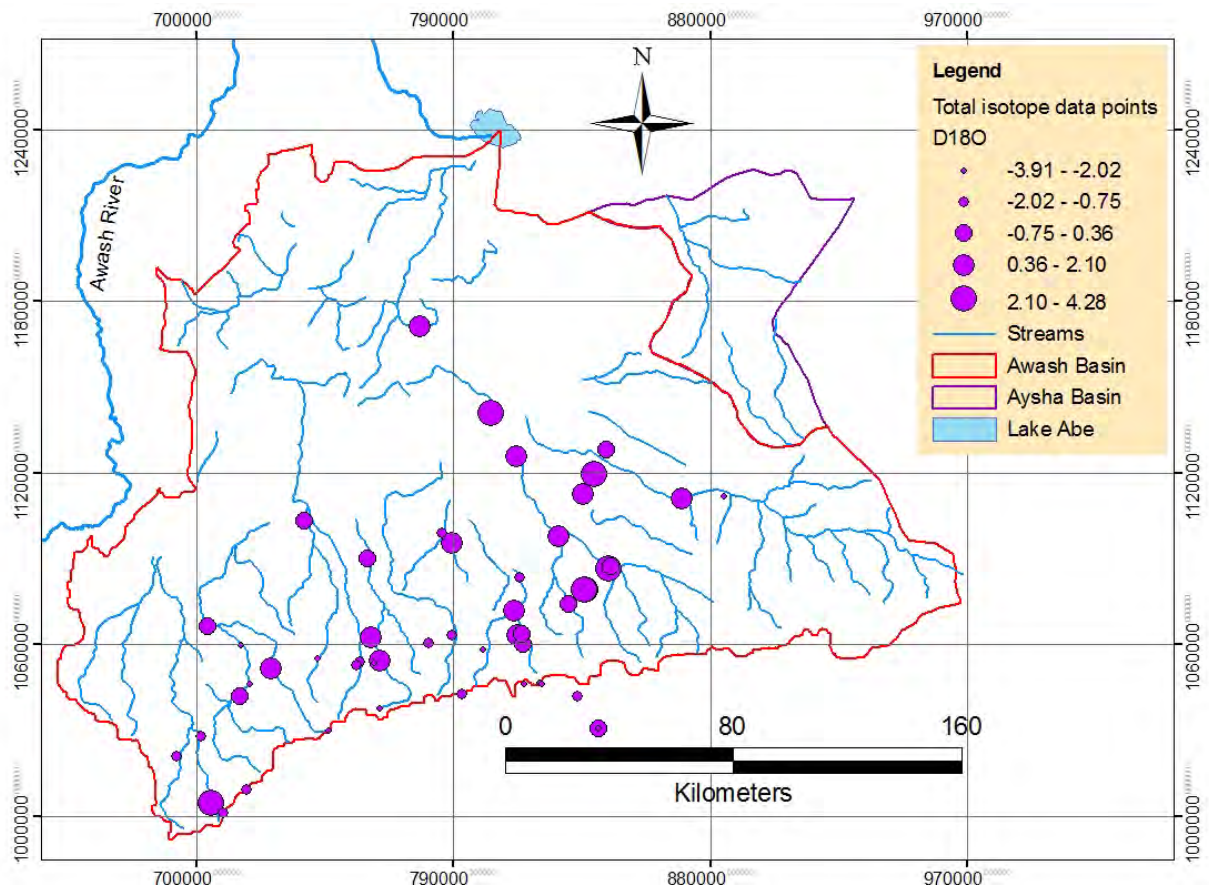 700000 790000 880000 970000
N
Legend
Total isotope data points
D18O
-3.91 - -2.02
-2.02 - -0.75
-0.75 - 0.36
0.36 - 2.10
2.10 - 4.28
Streams
Awash Basin
Aysha Basin
Lake Abe
1240000 1240000
Awash River
1180000 1180000
1120000 1120000
1060000 1060000
0 80 160
Kilometers
1000000 1000000
700000 790000 880000 970000